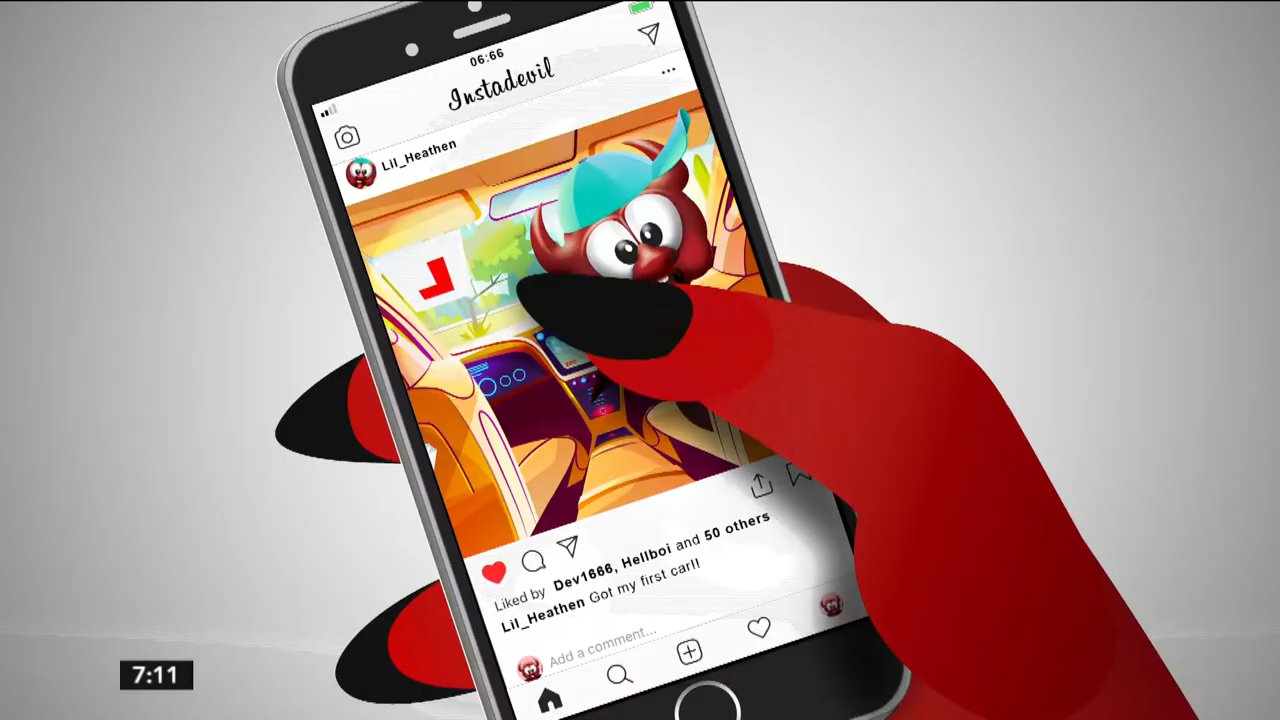 06:66
Instadevil
Lil_Heathen
L
Liked by Dev1666, Hellboi and 50 others
Lil_Heathen Got my first car!!
Add a comment...
7:11